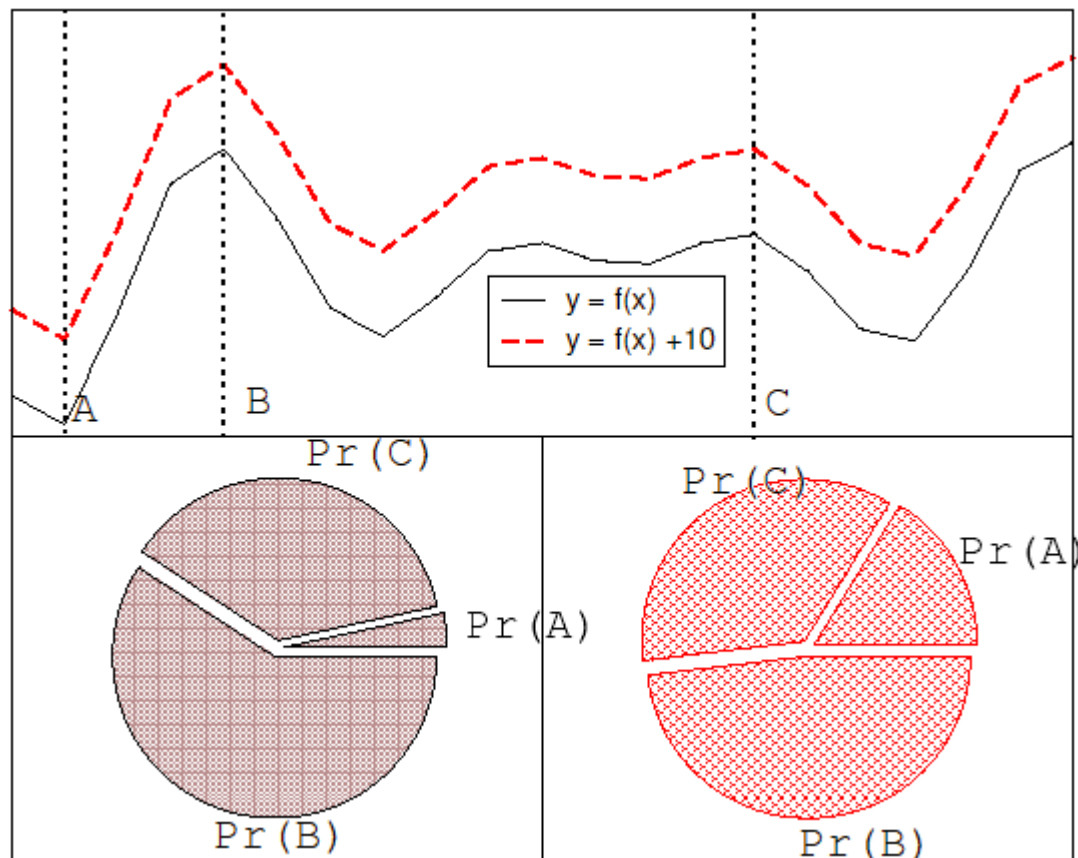 y = f(x)
y = f(x) +10
A
B
C
Pr(C)
Pr(A)
Pr(B)
Pr(C)
Pr(A)
Pr(B)